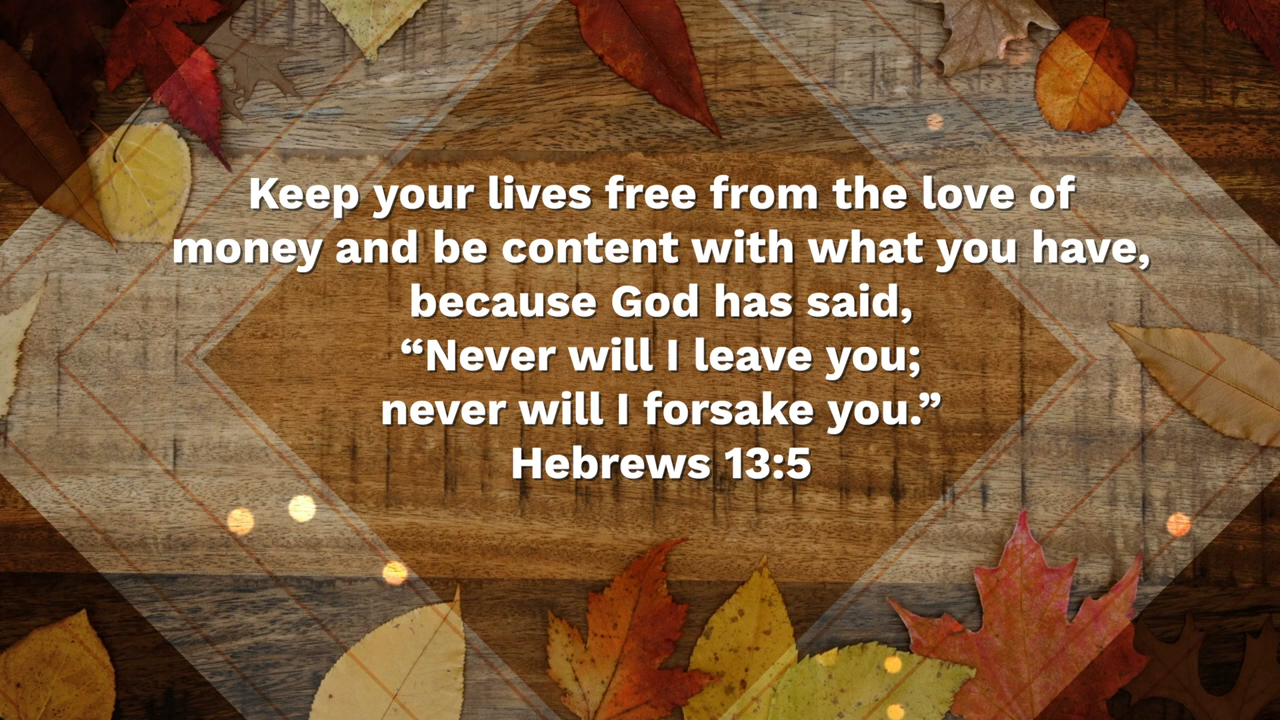 Keep your lives free from the love of
money and be content with what you have,
because God has said,
“Never will I leave you;
never will I forsake you.”
Hebrews 13:5